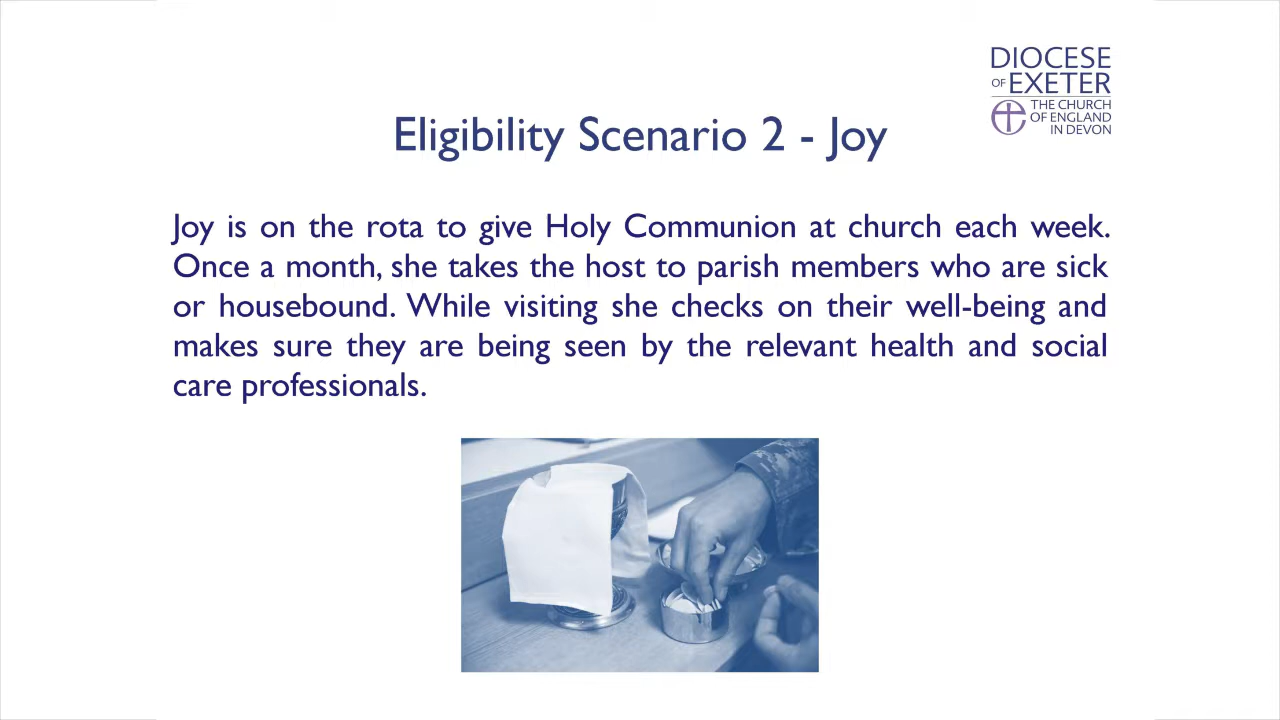 DIOCESE
OF EXETER
THE CHURCH
OF ENGLAND
IN DEVON
Eligibility Scenario 2 - Joy
Joy is on the rota to give Holy Communion at church each week.
Once a month, she takes the host to parish members who are sick
or housebound. While visiting she checks on their well-being and
makes sure they are being seen by the relevant health and social
care professionals.